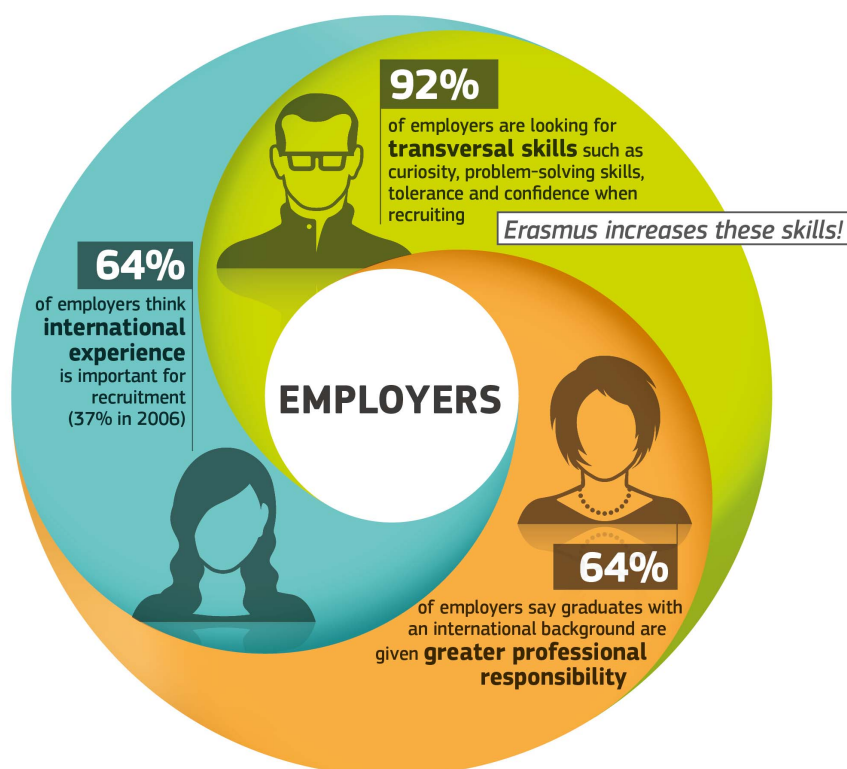 92%
of employers are looking for
transversal skills such as
curiosity, problem-solving skills,
tolerance and confidence when
recruiting
Erasmus increases these skills!
64%
of employers think
international
experience
is important for
recruitment
(37% in 2006)
EMPLOYERS
64%
of employers say graduates with
an international background are
given greater professional
responsibility